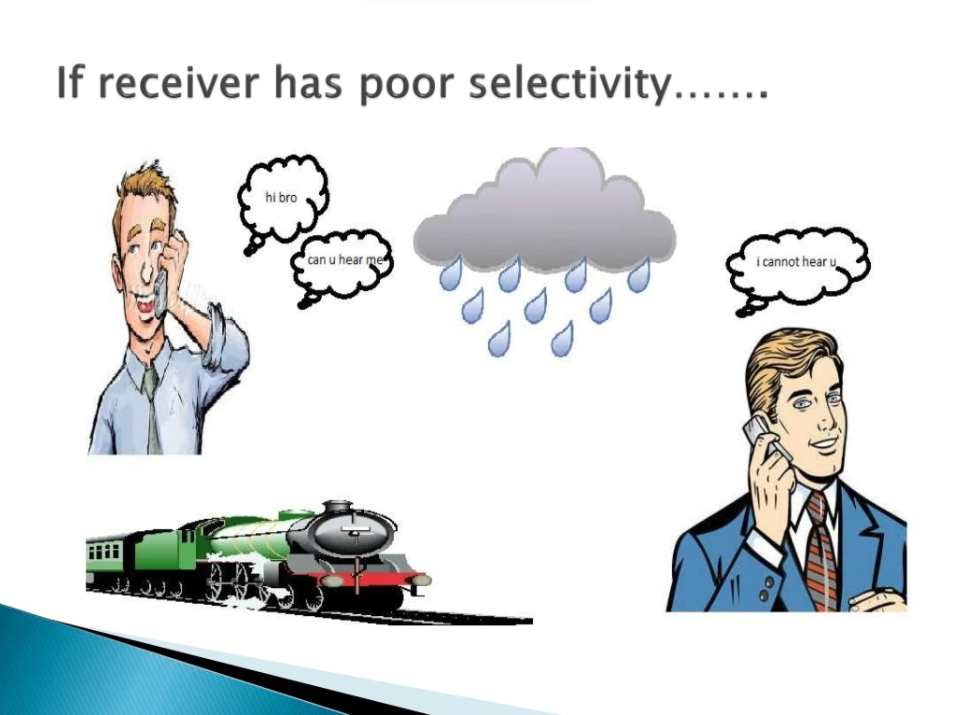 If receiver has poor selectivity…….
hi bro
can u hear me
i cannot hear u